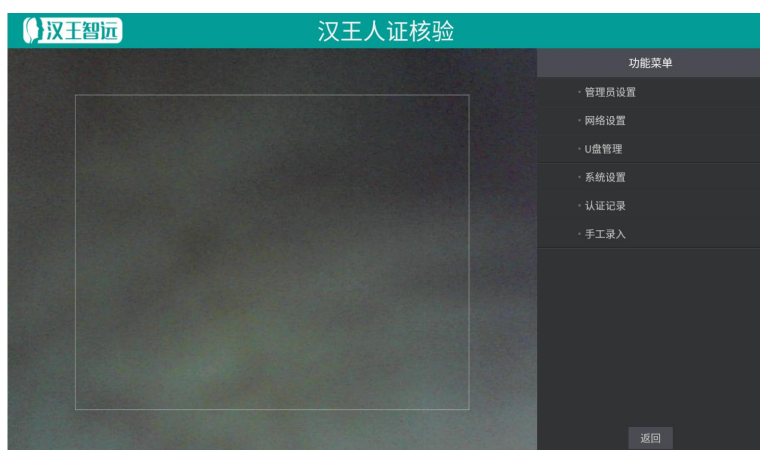 汉王智远
汉王人证核验
功能菜单
管理员设置
网络设置
U盘管理
系统设置
认证记录
手工录入
返回